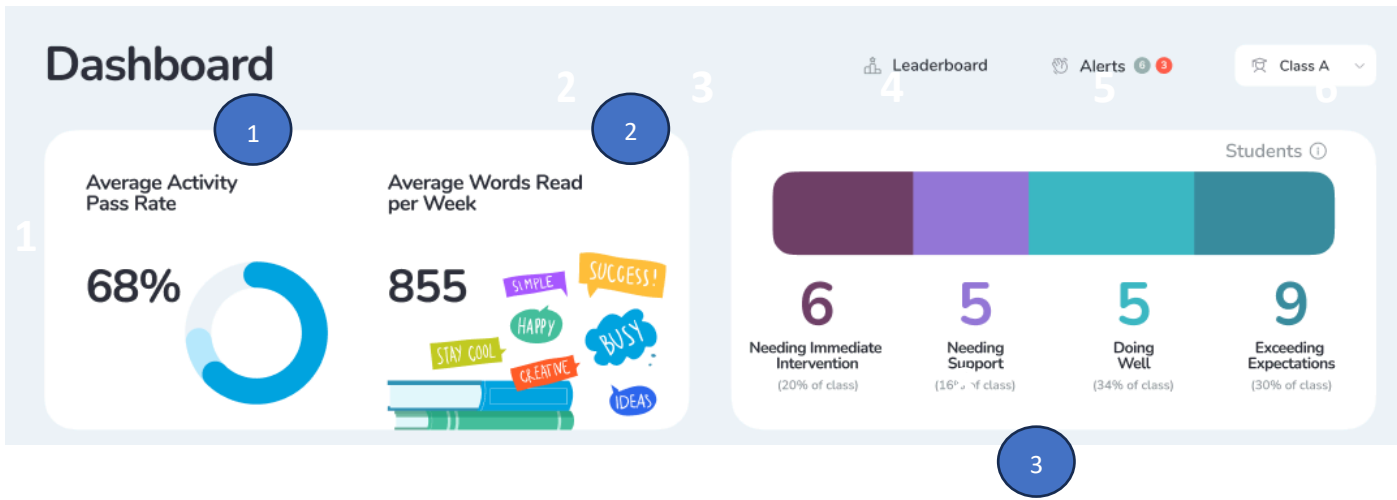 Dashboard
Leaderboard
Alerts 6 3
Class A
2
3
4
5
6
1
2
Students i
Average Activity
Pass Rate
Average Words Read
per Week
1
68%
855
SIMPLE
SUCCESS!
HAPPY
BUSY
STAY COOL
CREATIVE
IDEAS
6
5
5
9
Needing Immediate
Intervention
Needing
Support
Doing
Well
Exceeding
Expectations
(20% of class)
(34% of class)
(30% of class)
3